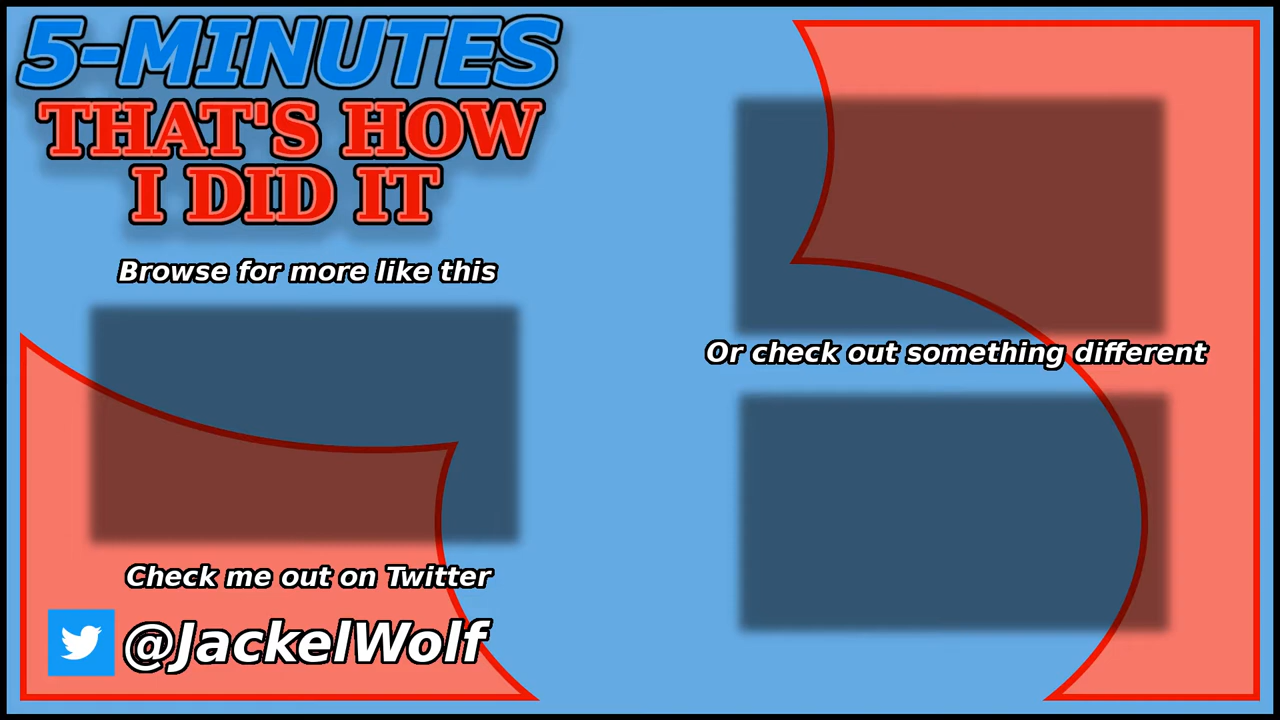 5-MINUTES
THAT'S HOW
I DID IT
Browse for more like this
Or check out something different
Check me out on Twitter
@JackelWolf